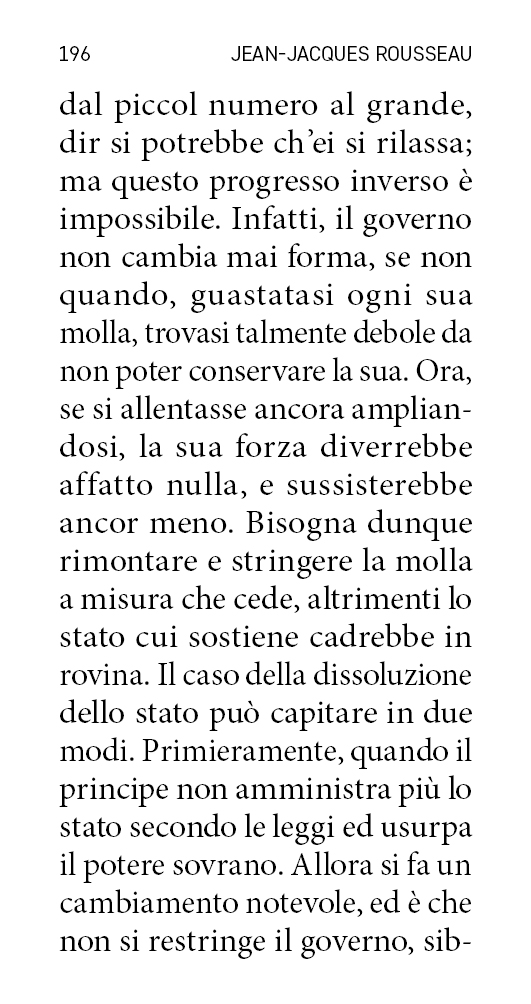 196 JEAN-JACQUES ROUSSEAU
dal piccol numero al grande,
dir si potrebbe ch’ei si rilassa;
ma questo progresso inverso è
impossibile. Infatti, il governo
non cambia mai forma, se non
quando, guastatasi ogni sua
molla, trovasi talmente debole da
non poter conservare la sua. Ora,
se si allentasse ancora amplian-
dosi, la sua forza diverrebbe
affatto nulla, e sussisterebbe
ancor meno. Bisogna dunque
rimontare e stringere la molla
a misura che cede, altrimenti lo
stato cui sostiene cadrebbe in
rovina. Il caso della dissoluzione
dello stato può capitare in due
modi. Primieramente, quando il
principe non amministra più lo
stato secondo le leggi ed usurpa
il potere sovrano. Allora si fa un
cambiamento notevole, ed è che
non si restringe il governo, sib-